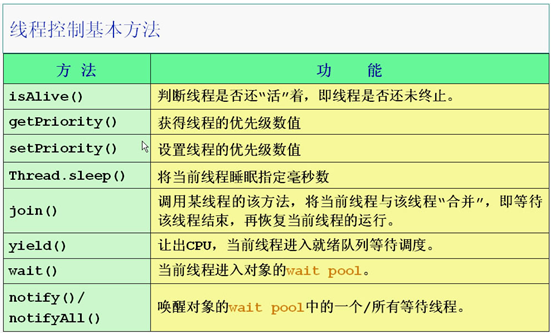 线程控制基本方法
方 法 功 能
isAlive() 判断线程是否还“活”着，即线程是否还未终止。
getPriority() 获得线程的优先级数值
setPriority() 设置线程的优先级数值
Thread.sleep() 将当前线程睡眠指定毫秒数
join() 调用某线程的该方法，将当前线程与该线程“合并”，即等待
该线程结束，再恢复当前线程的运行。
yield() 让出CPU，当前线程进入就绪队列等待调度。
wait() 当前线程进入对象的wait pool。
notify()/
notifyAll() 唤醒对象的wait pool中的一个/所有等待线程。